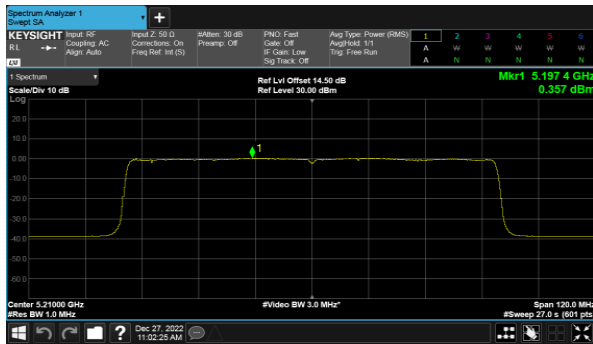 Spectrum Analyzer 1
Swept SA
+
KEYSIGHT Input: RF Input Z: 50 Ω #Atten: 30 dB PNO: Fast Avg Type: Power (RMS) 1 2 3 4 5 6
R L Coupling: AC Corrections: On Preamp: Off Gate: Off Avg|Hold: 1/1 A W W W W W
Align: Auto Freq Ref: Int (S) IF Gain: Low Trig: Free Run
LXI Sig Track: Off A N N N N N
1 Spectrum Ref Lvl Offset 14.50 dB Mkr1 5.197 4 GHz
Scale/Div 10 dB Ref Level 30.00 dBm 0.357 dBm
Log
20.0
10.0
1
0.00
-10.0
-20.0
-30.0
-40.0
-50.0
-60.0
Center 5.21000 GHz #Video BW 3.0 MHz* Span 120.0 MHz
#Res BW 1.0 MHz #Sweep 27.0 s (601 pts)
? Dec 27, 2022
11:02:25 AM